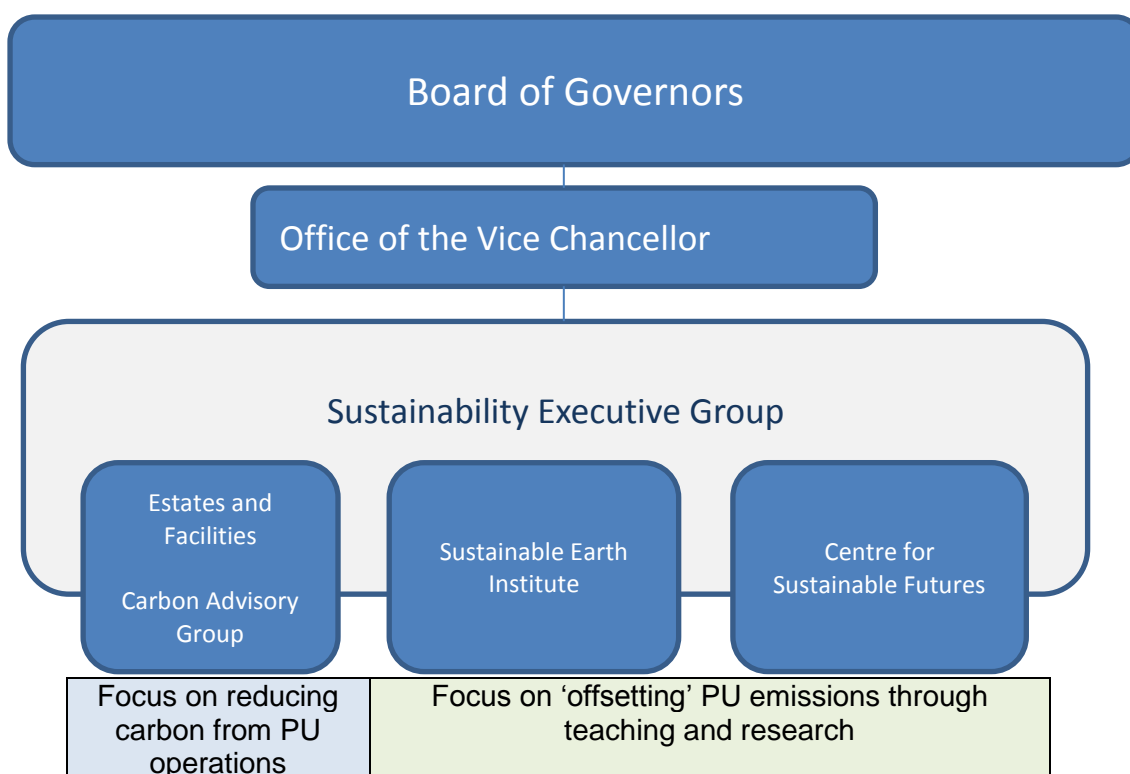 Board of Governors
Office of the Vice Chancellor
Sustainability Executive Group
Estates and
Facilities
Carbon Advisory
Group
Sustainable Earth
Institute
Centre for
Sustainable Futures
Focus on reducing
carbon from PU
operations
Focus on ‘offsetting’ PU emissions through
teaching and research